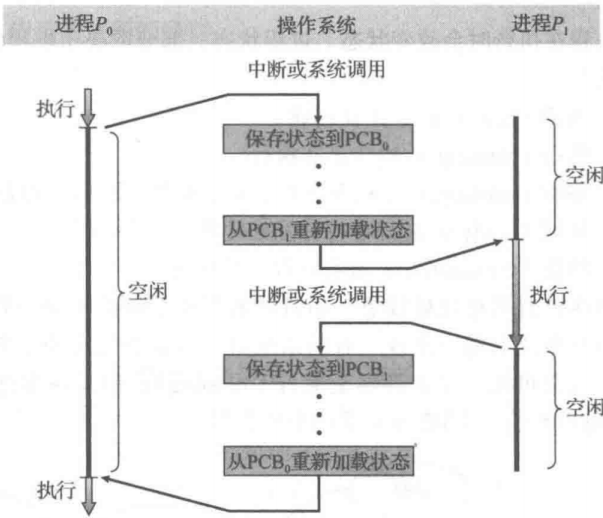 进程P₀ 操作系统 进程P₁
中断或系统调用
执行
保存状态到PCB₀
空闲
从PCB₁重新加载状态
空闲
中断或系统调用
执行
保存状态到PCB₁
空闲
从PCB₀重新加载状态
执行